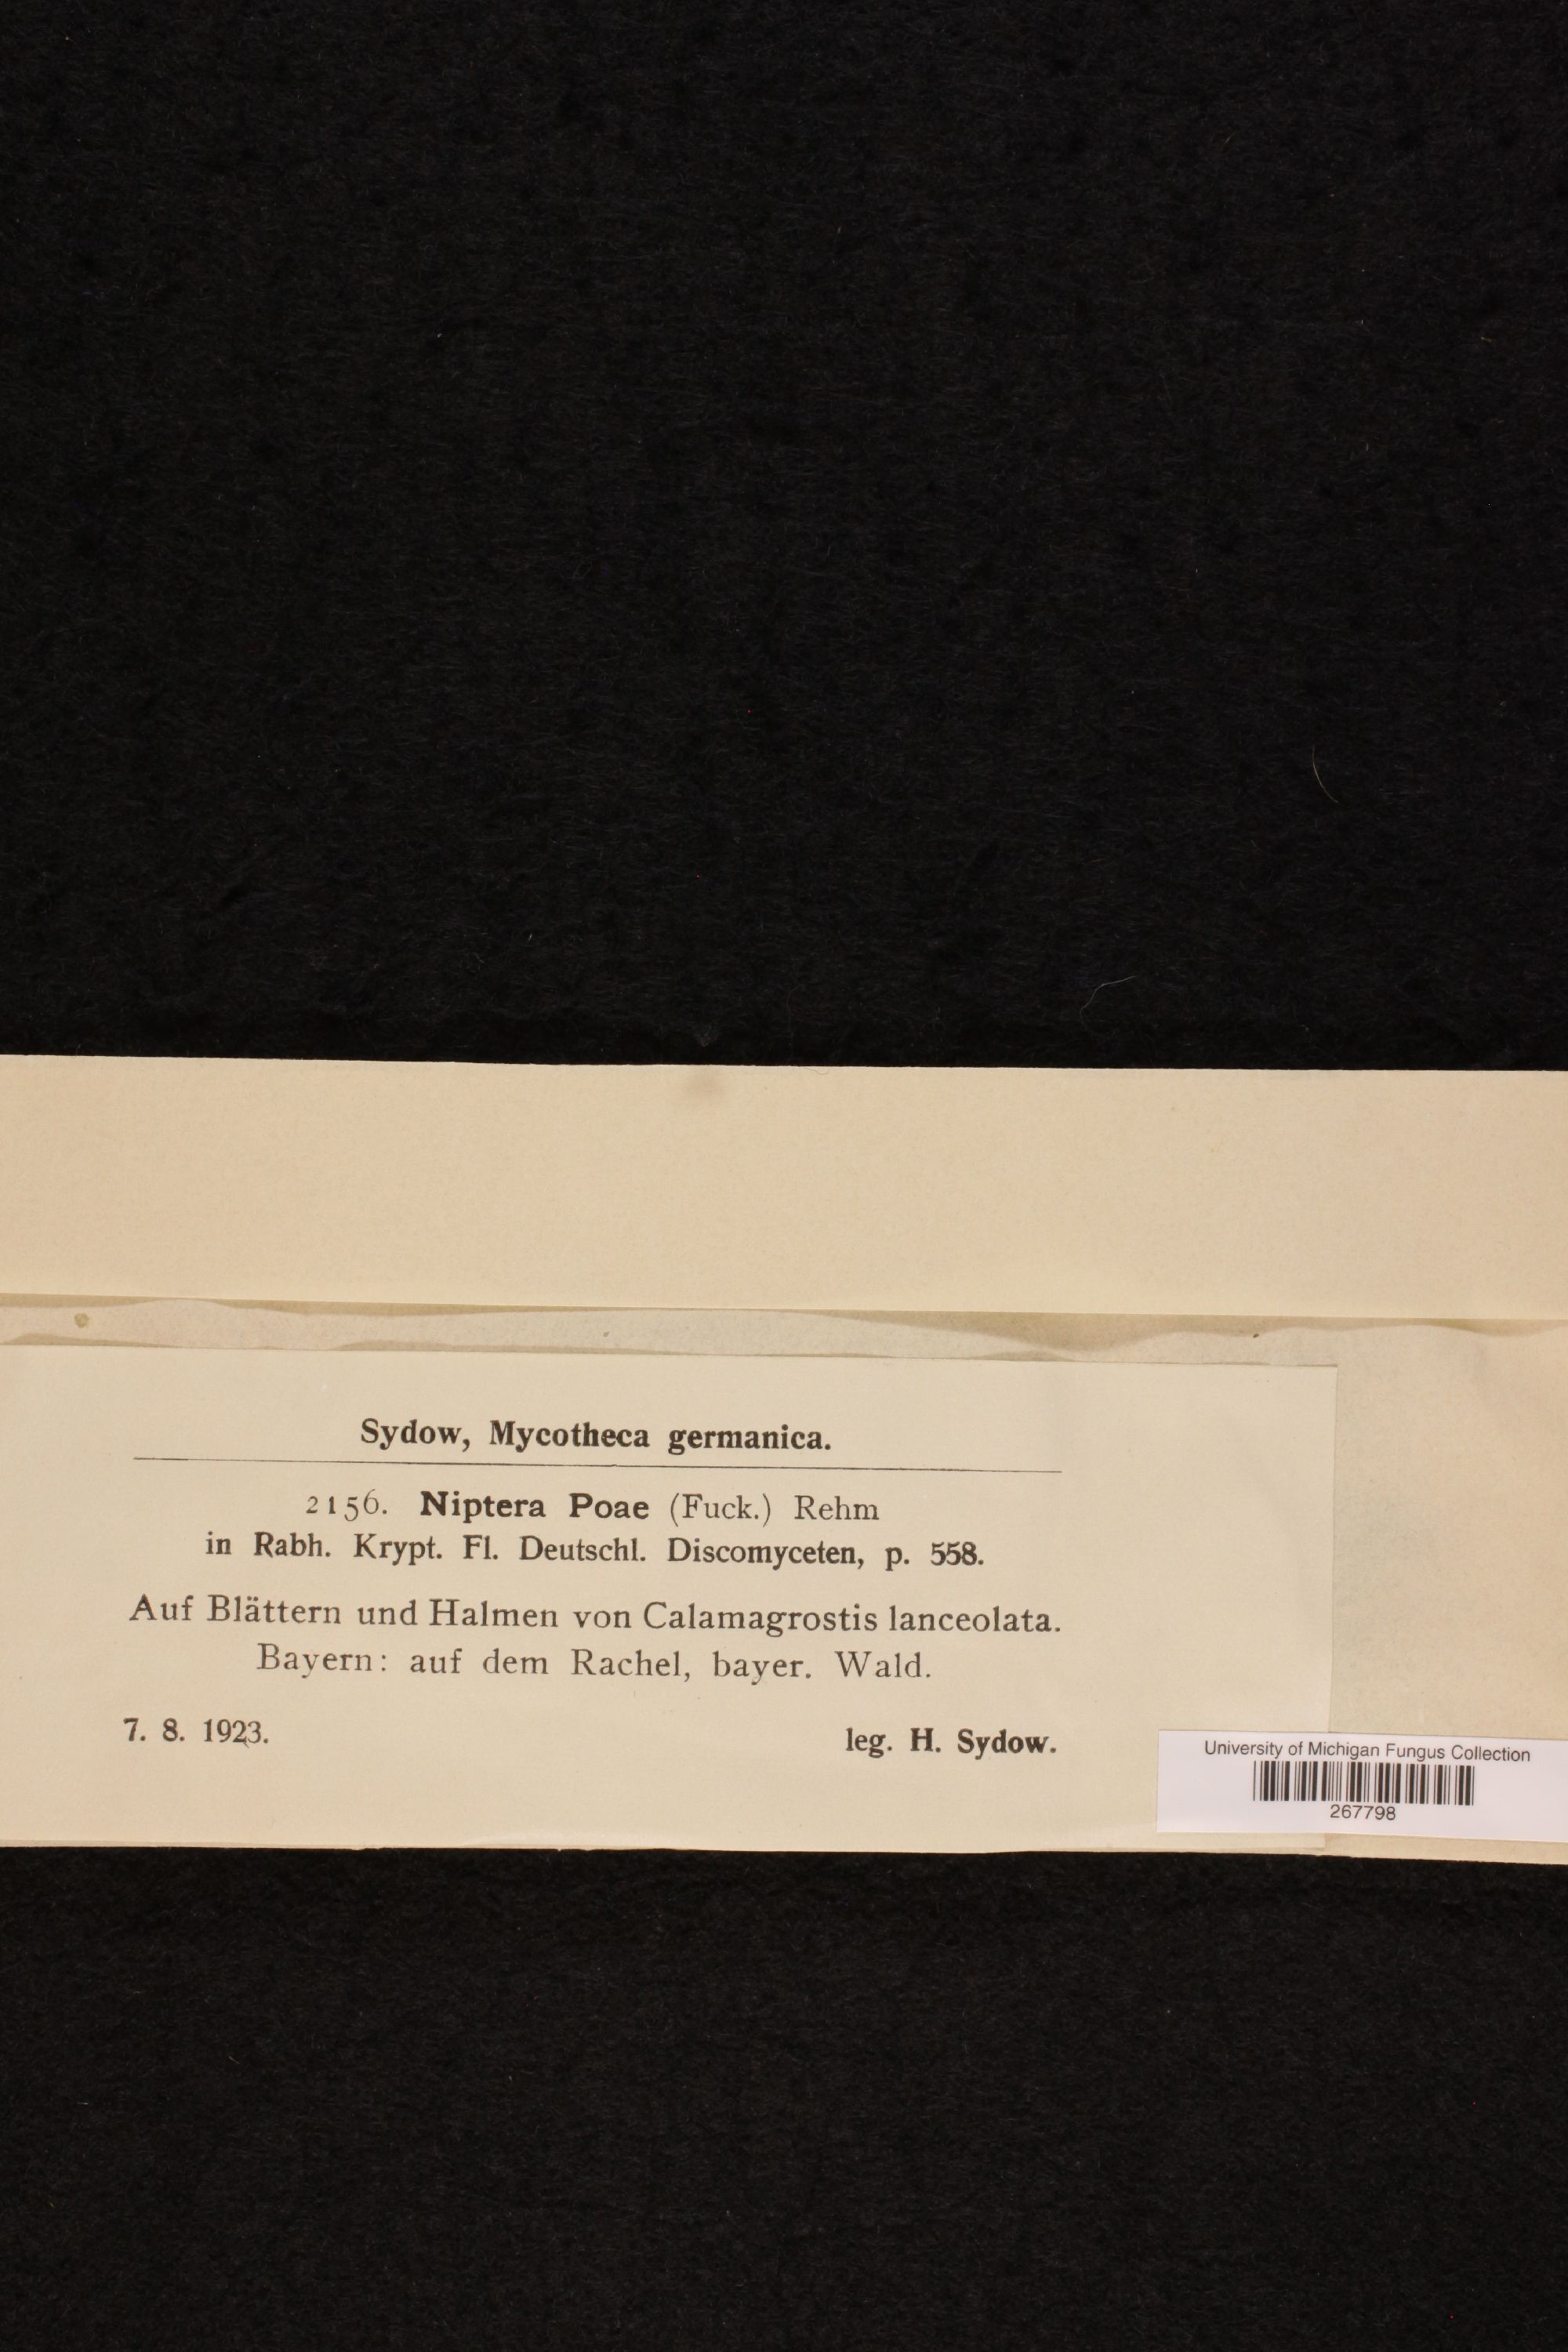 Sydow, Mycotheca germanica.
2156. Niptera Poae (Fuck.) Rehm
in Rabh. Krypt. Fl. Deutschl. Discomyceten, p. 558.
Auf Blättern und Halmen von Calamagrostis lanceolata.
Bayern: auf dem Rachel, bayer. Wald.
7. 8. 1923. leg. H. Sydow.
University of Michigan Fungus Collection
267798